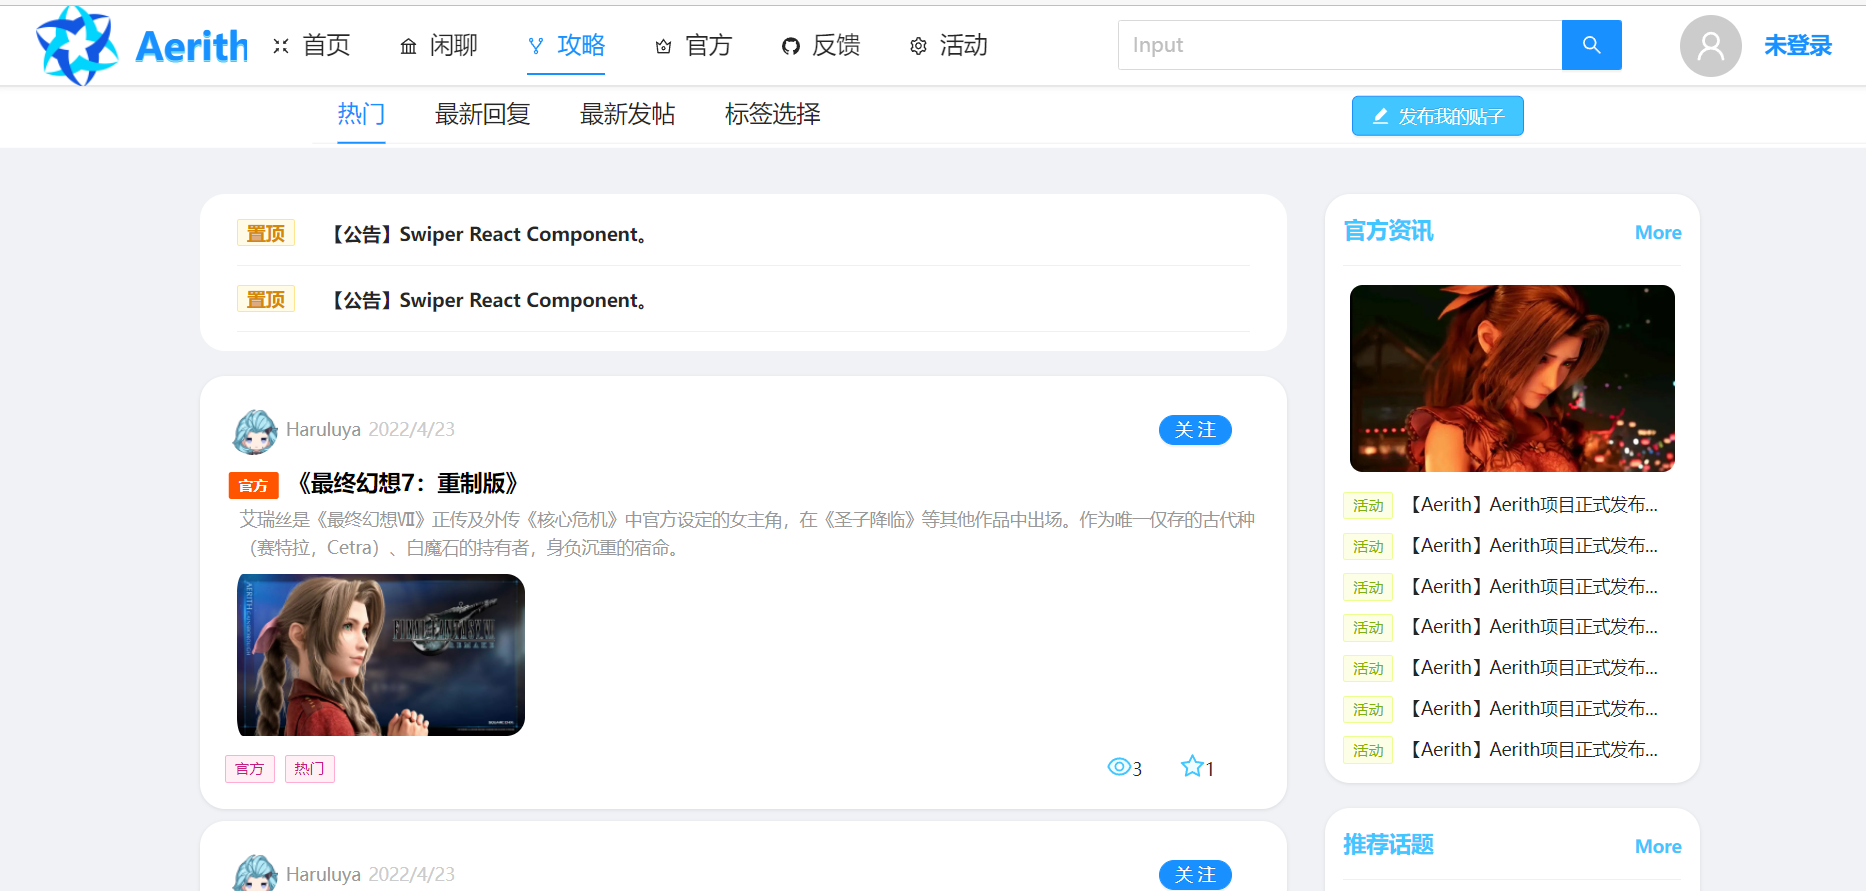 Aerith 首页 闲聊 攻略 官方 反馈 活动 Input 未登录
热门 最新回复 最新发帖 标签选择 发布我的贴子
置顶 【公告】Swiper React Component。
置顶 【公告】Swiper React Component。
Haruluya 2022/4/23 关注
官方 《最终幻想7：重制版》
艾瑞丝是《最终幻想Ⅶ》正传及外传《核心危机》中官方设定的女主角，在《圣子降临》等其他作品中出场。作为唯一仅存的古代种
（赛特拉，Cetra）、白魔石的持有者，身负沉重的宿命。
FINAL FANTASY VII
REMAKE
官方 热门 3 1
Haruluya 2022/4/23 关注
官方资讯 More
活动 【Aerith】Aerith项目正式发布...
活动 【Aerith】Aerith项目正式发布...
活动 【Aerith】Aerith项目正式发布...
活动 【Aerith】Aerith项目正式发布...
活动 【Aerith】Aerith项目正式发布...
活动 【Aerith】Aerith项目正式发布...
活动 【Aerith】Aerith项目正式发布...
推荐话题 More